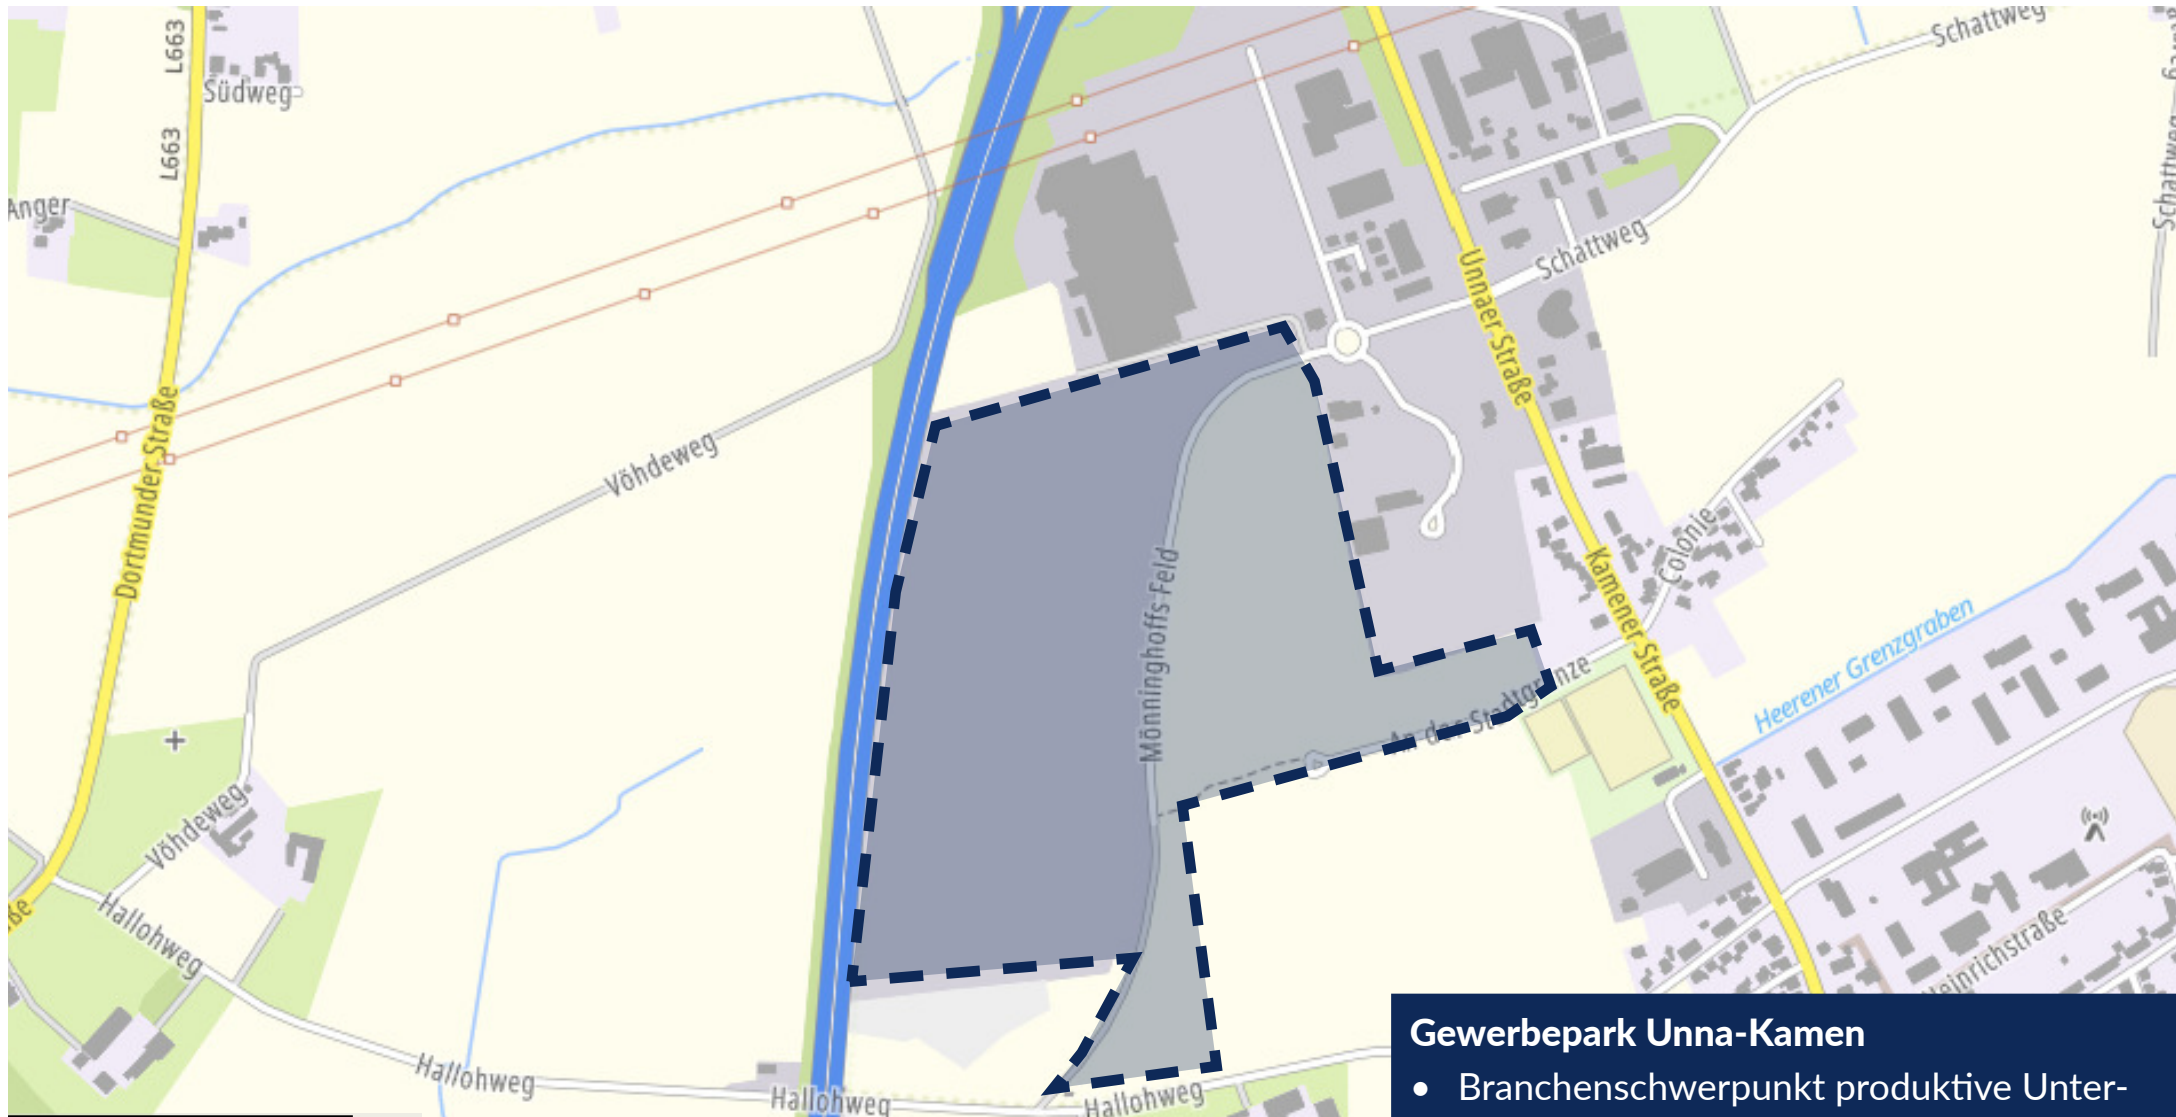 L663
Südweg
L663
Anger
Schattweg
Schattweg
Schattweg
Unnaer Straße
Dortmunder Straße
Vöhdeweg
Mönninghoffs Feld
Colonie
Kamener Straße
An der Stadtgrenze
Heerener Grenzgraben
Vöhdeweg
Hallohweg
Heinrichstraße
Hallohweg
Hallohweg
Hallohweg
Gewerbepark Unna-Kamen
• Branchenschwerpunkt produktive Unter-